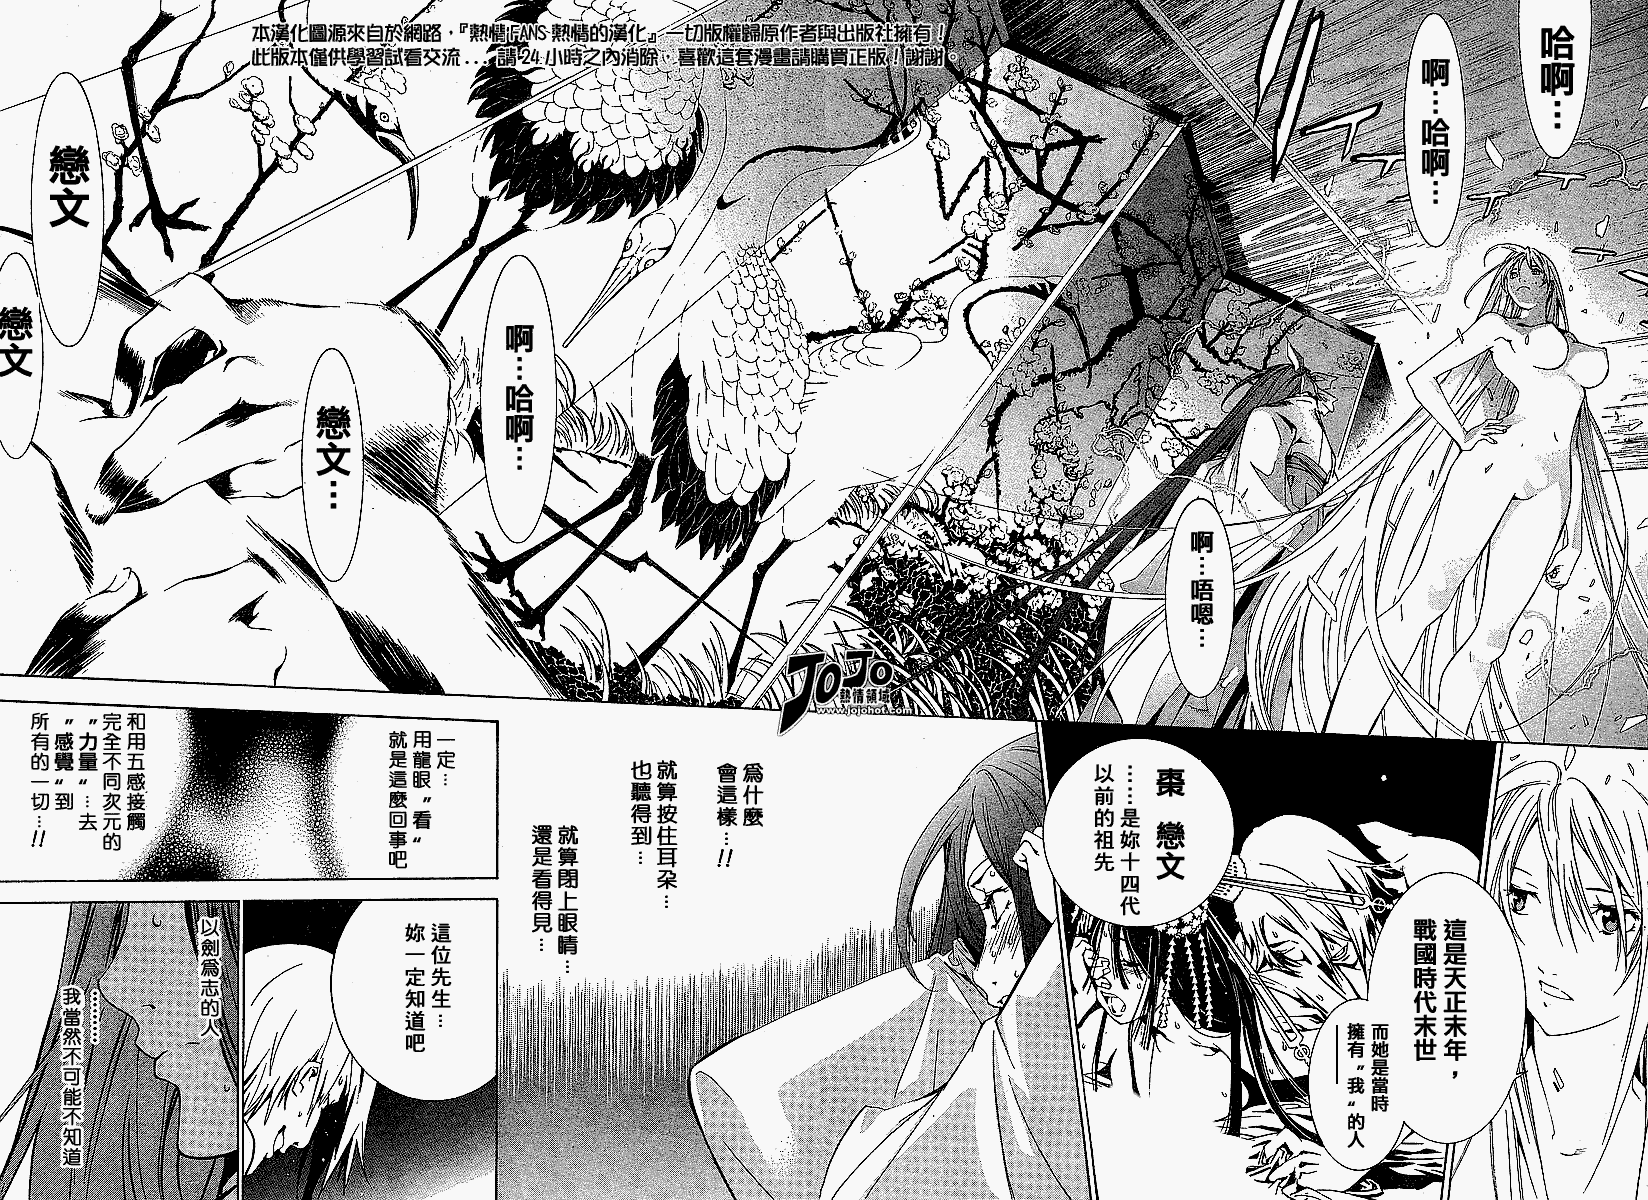 本漢化圖源來自於網路，『熱情FANS·熱情的漢化』一切版權歸原作者與出版社擁有！
此版本僅供學習試看交流...請24小時之內消除，喜歡這套漫畫請購買正版！謝謝。
哈啊…
啊…哈啊…
啊…唔嗯…
啊…哈啊…
戀文…
戀文
戀文
JOJO
熱情領域
www.jojohot.com
這是天正末年，
戰國時代末世
而她是當時
擁有〝我〞的人
棗 戀文
……是妳十四代
以前的祖先
為什麼
會這樣…!!
就算按住耳朵…
也聽得到…
就算閉上眼睛…
還是看得見…
一定…
用龍眼〝看〞
就是這麼回事吧
和用五感接觸
完全不同次元的
〝力量〞…去
〝感覺〞到
所有的一切…!!
這位先生…
妳一定知道吧
以劍為志的人
………
我當然不可能不知道